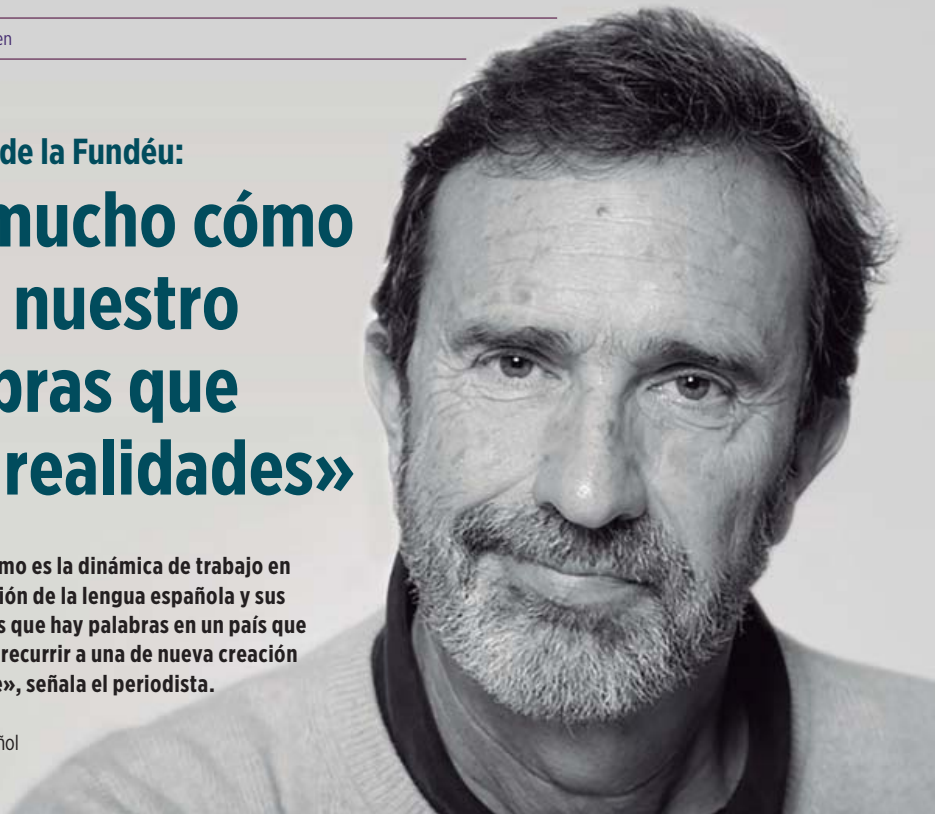 en
de la Fundéu:
mucho cómo
nuestro
bras que
realidades»
mo es la dinámica de trabajo en
ión de la lengua española y sus
s que hay palabras en un país que
recurrir a una de nueva creación
e», señala el periodista.
ñol